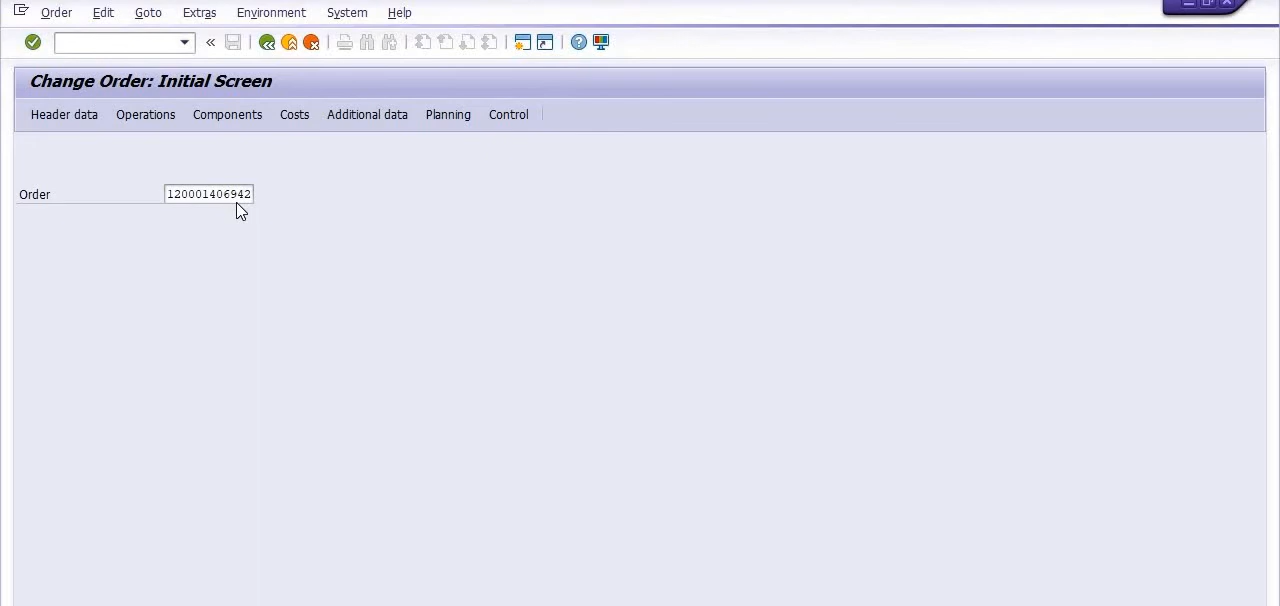 Order Edit Goto Extras Environment System Help
Change Order: Initial Screen
Header data Operations Components Costs Additional data Planning Control
Order 120001406942